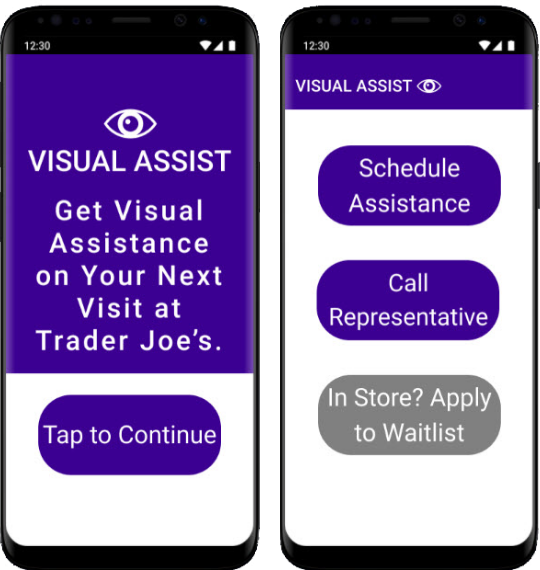 12:30
VISUAL ASSIST
Get Visual
Assistance
on Your Next
Visit at
Trader Joe's.
Tap to Continue
12:30
VISUAL ASSIST
Schedule
Assistance
Call
Representative
In Store? Apply
to Waitlist